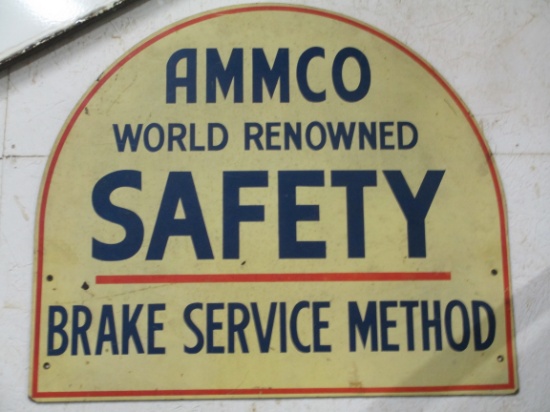 AMMCO
WORLD RENOWNED
SAFETY
BRAKE SERVICE METHOD